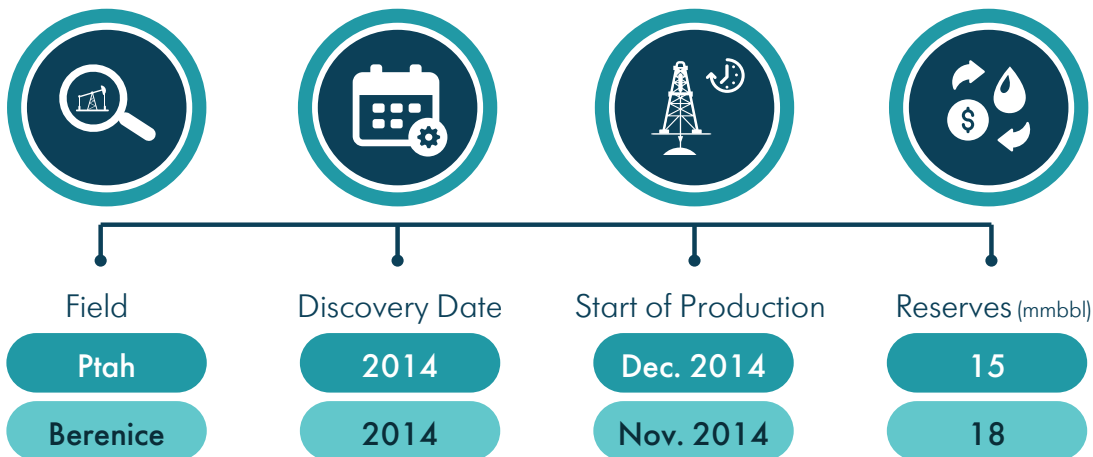 $
Field Discovery Date Start of Production Reserves (mmbbl)
Ptah 2014 Dec. 2014 15
Berenice 2014 Nov. 2014 18